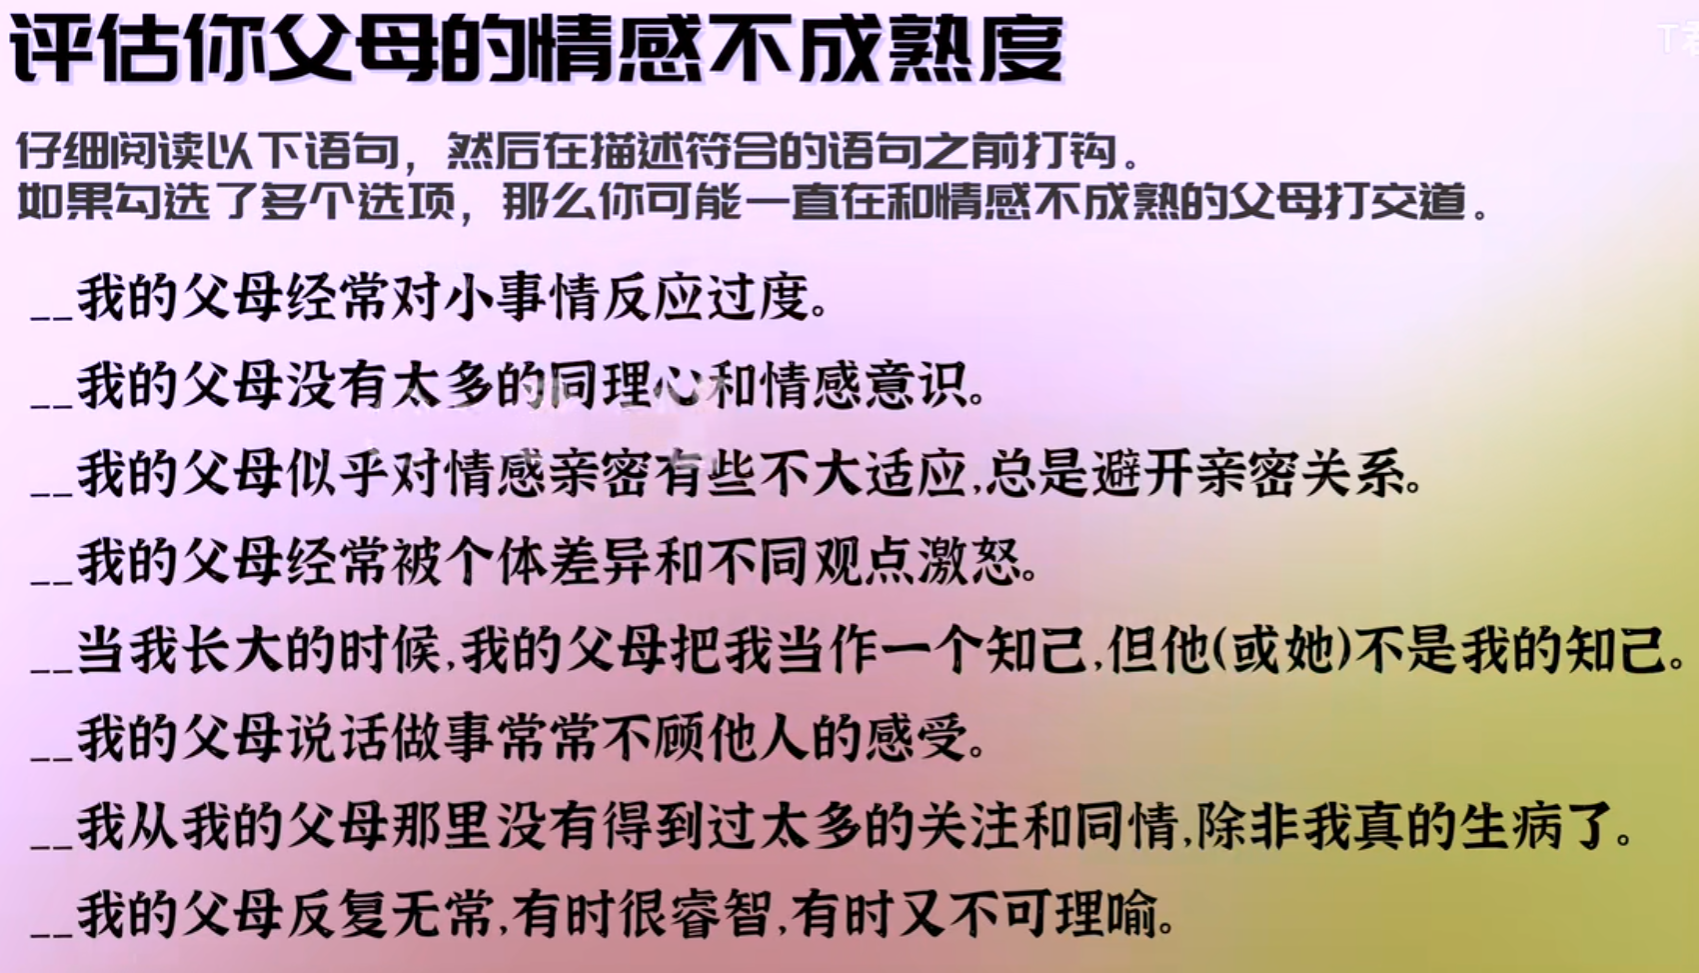 评估你父母的情感不成熟度
仔细阅读以下语句，然后在描述符合的语句之前打钩。
如果勾选了多个选项，那么你可能一直在和情感不成熟的父母打交道。
__我的父母经常对小事情反应过度。
__我的父母没有太多的同理心和情感意识。
__我的父母似乎对情感亲密有些不大适应,总是避开亲密关系。
__我的父母经常被个体差异和不同观点激怒。
__当我长大的时候,我的父母把我当作一个知己,但他(或她)不是我的知己。
__我的父母说话做事常常不顾他人的感受。
__我从我的父母那里没有得到过太多的关注和同情,除非我真的生病了。
__我的父母反复无常,有时很睿智,有时又不可理喻。